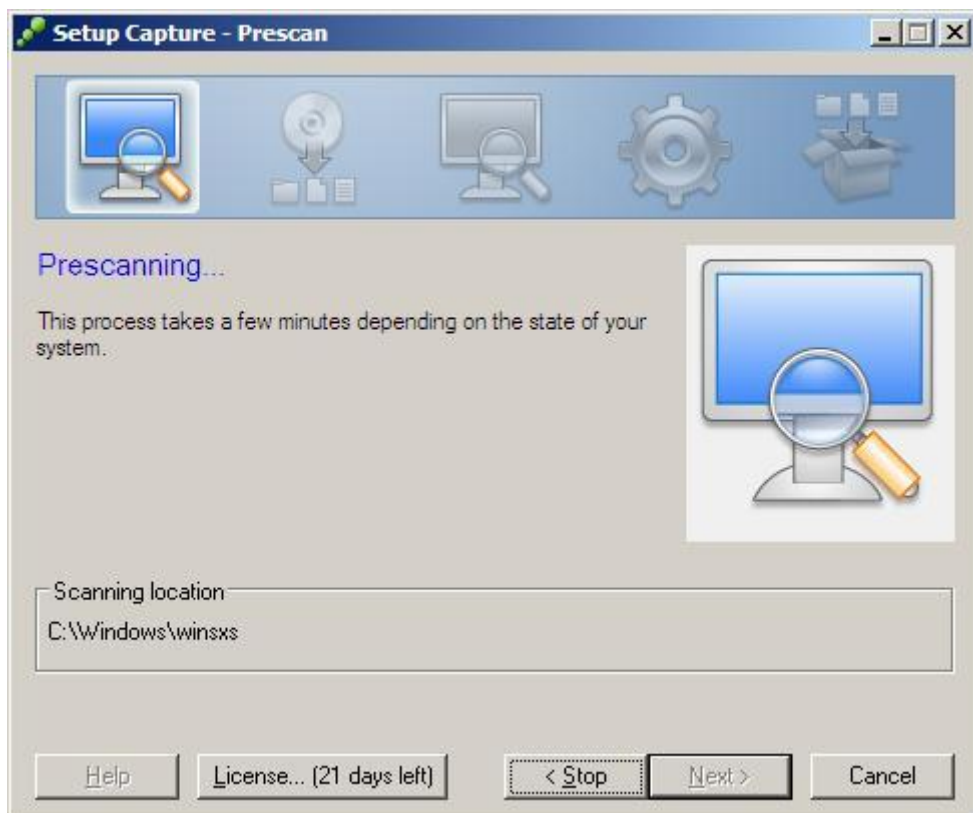 Setup Capture - Prescan
Prescanning...
This process takes a few minutes depending on the state of your
system.
Scanning location
C:\Windows\winsxs
Help
License... (21 days left)
< Stop
Next >
Cancel